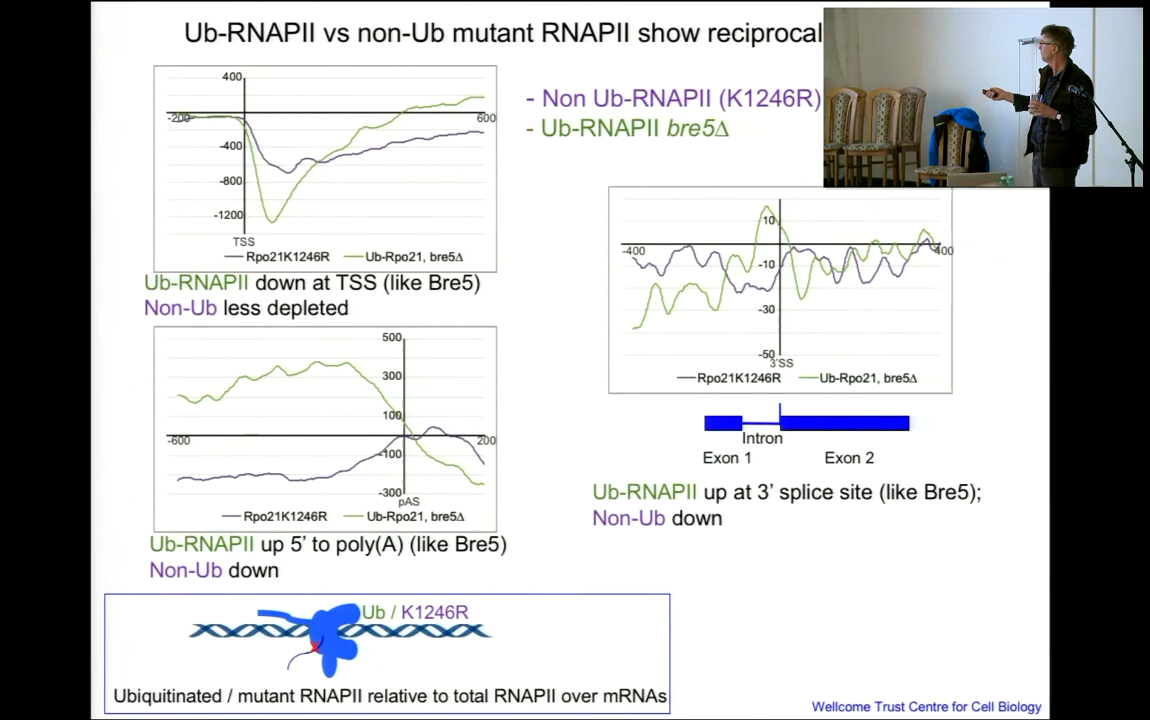 Ub-RNAPII vs non-Ub mutant RNAPII show reciprocal
400
-200
600
-400
-800
-1200
TSS
Rpo21K1246R
Ub-Rpo21, bre5Δ
Ub-RNAPII down at TSS (like Bre5)
Non-Ub less depleted
- Non Ub-RNAPII (K1246R)
- Ub-RNAPII bre5Δ
10
-400
400
-10
-30
-50
3'SS
Rpo21K1246R
Ub-Rpo21, bre5Δ
Intron
Exon 1
Exon 2
Ub-RNAPII up at 3’ splice site (like Bre5);
Non-Ub down
500
300
100
-600
200
-100
-300
pAS
Rpo21K1246R
Ub-Rpo21, bre5Δ
Ub-RNAPII up 5’ to poly(A) (like Bre5)
Non-Ub down
Ub / K1246R
Ubiquitinated / mutant RNAPII relative to total RNAPII over mRNAs
Wellcome Trust Centre for Cell Biology